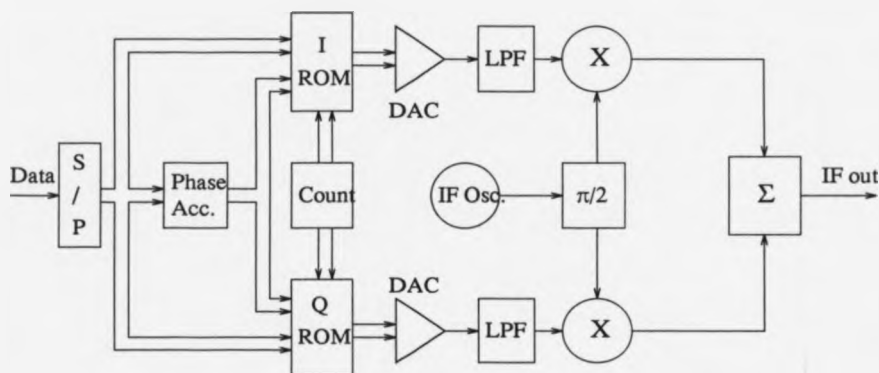 I
ROM
DAC
LPF
X
Data
S
/
P
Phase
Acc.
Count
IF Osc.
π/2
Σ
IF out
Q
ROM
DAC
LPF
X